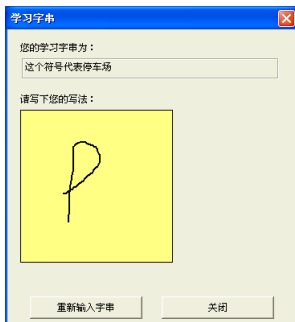 学习字串
您的学习字串为：
这个符号代表停车场
请写下您的写法：
P
重新输入字串
关闭